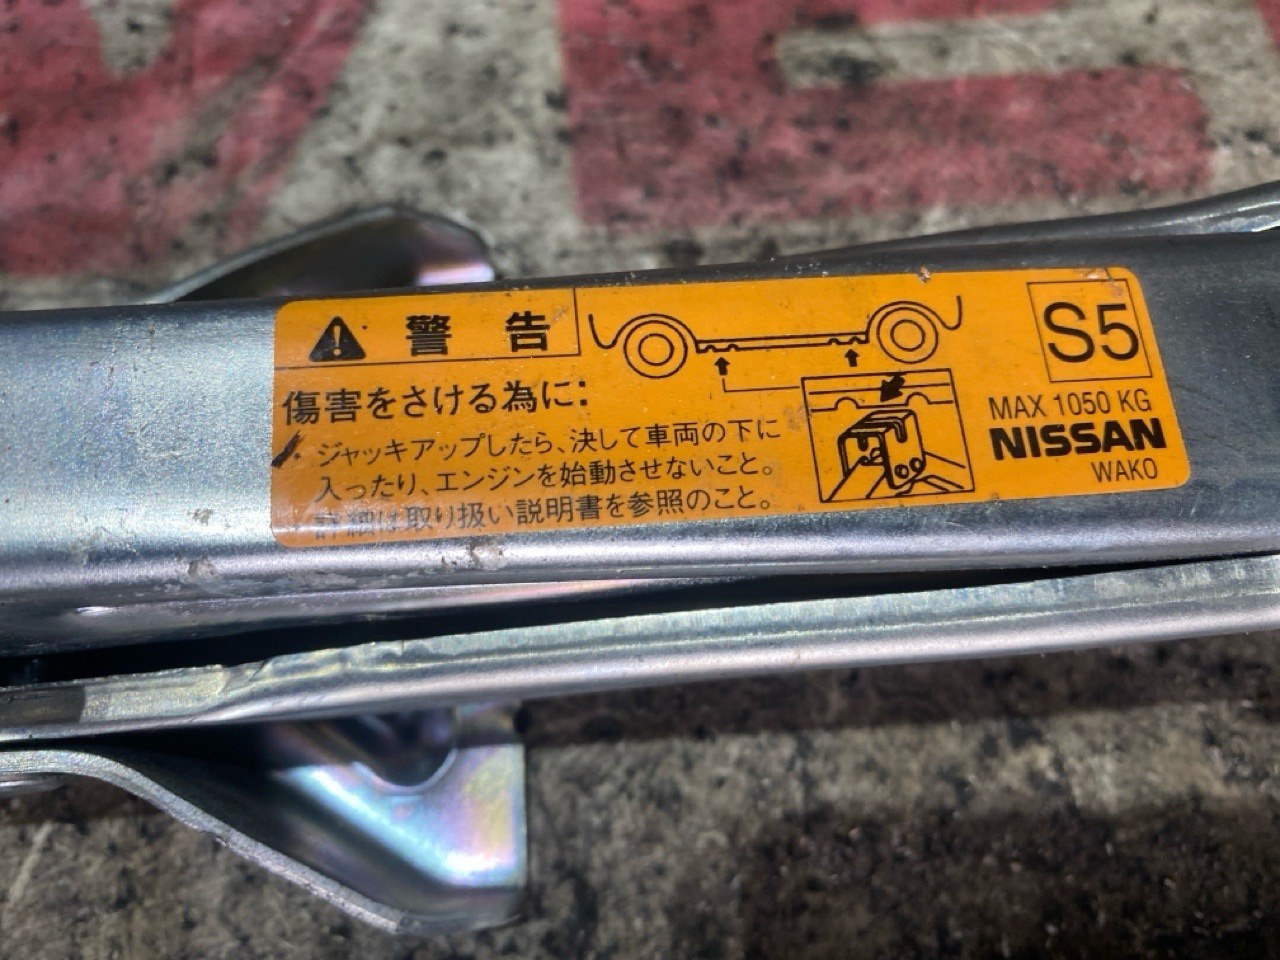 警告
傷害をさける為に:
ジャッキアップしたら、決して車両の下に
入ったり、エンジンを始動させないこと。
詳細は取り扱い説明書を参照のこと。
S5
MAX 1050 KG
NISSAN
WAKO